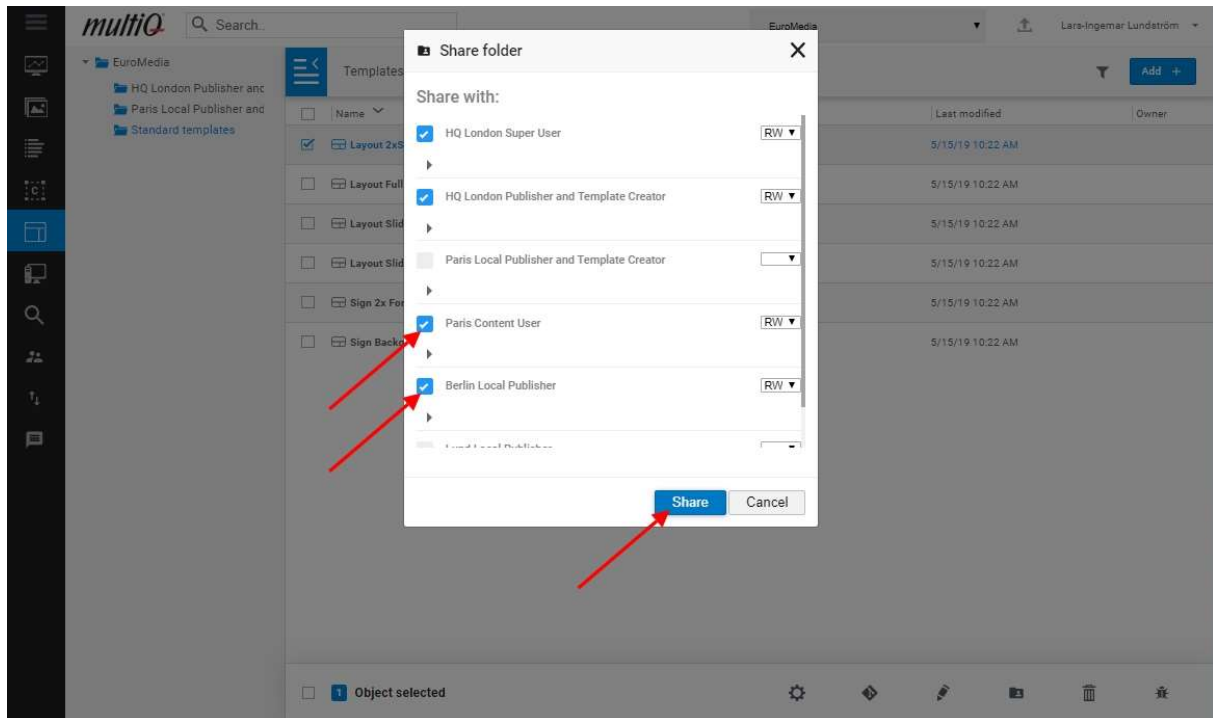 multiQ
Search..
EuroMedia
Lars-Ingemar Lundström
EuroMedia
HQ London Publisher and
Paris Local Publisher and
Standard templates
Templates
Add +
Name
Last modified
Owner
Layout 2xS
5/15/19 10:22 AM
Layout Full
5/15/19 10:22 AM
Layout Slid
5/15/19 10:22 AM
Layout Slid
5/15/19 10:22 AM
Sign 2x For
5/15/19 10:22 AM
Sign Backg
5/15/19 10:22 AM
Share folder
X
Share with:
HQ London Super User
RW
HQ London Publisher and Template Creator
RW
Paris Local Publisher and Template Creator
Paris Content User
RW
Berlin Local Publisher
RW
Lund Local Publisher
Share
Cancel
1 Object selected